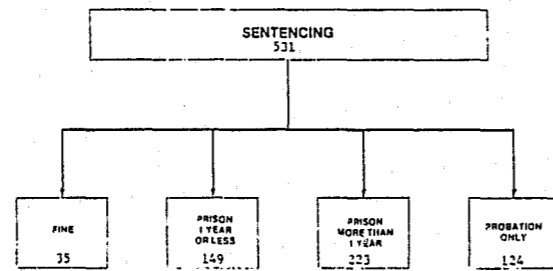 SENTENCING
531
FINE
35
PRISON
1 YEAR
OR LESS
149
PRISON
MORE THAN
1 YEAR
223
PROBATION
ONLY
124